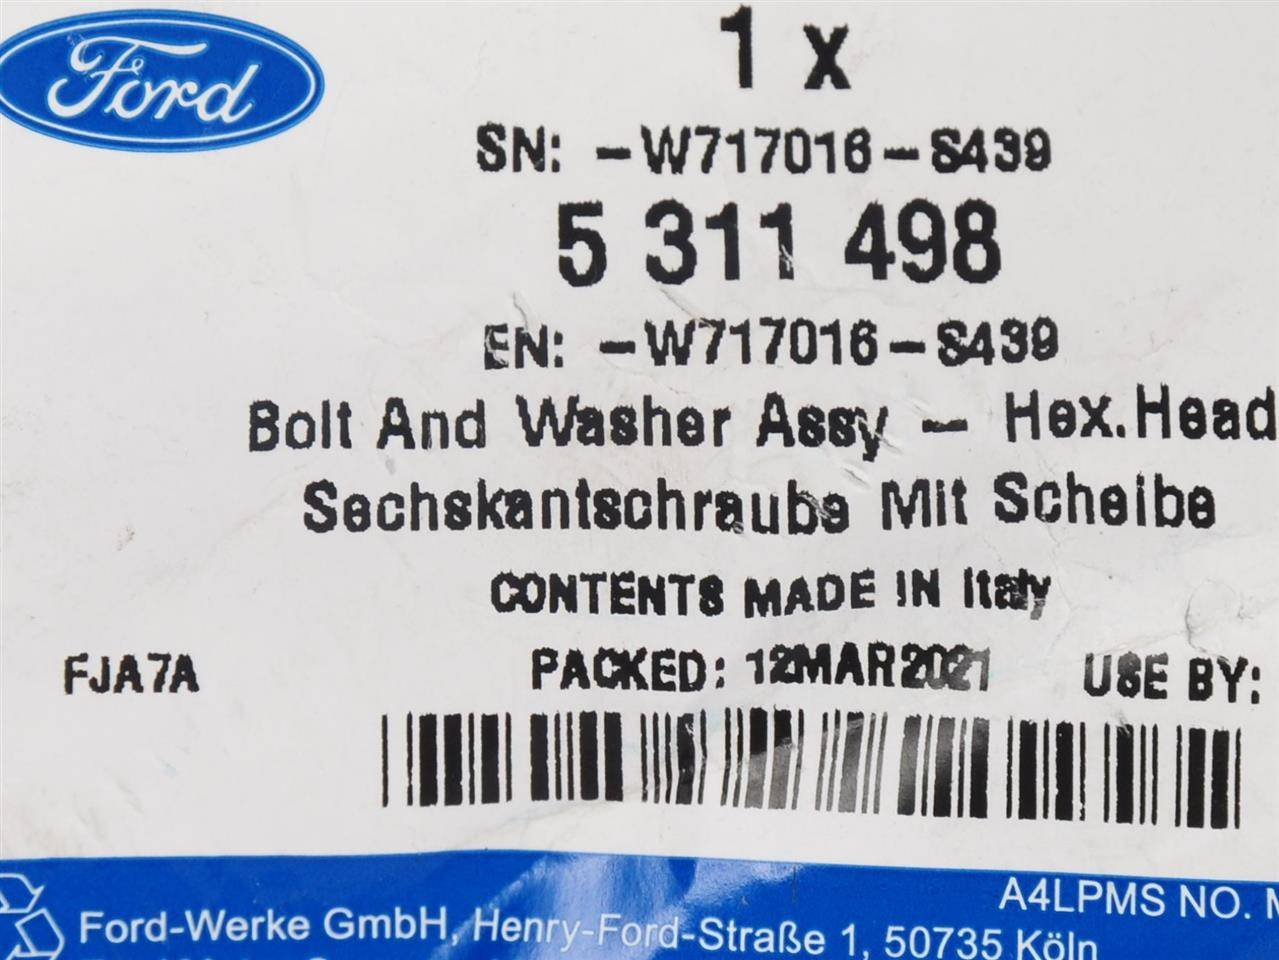 Ford
1 x
SN: -W717016-S439
5 311 498
EN: -W717016-S439
Bolt And Washer Assy - Hex.Head
Sechskantschraube Mit Scheibe
CONTENTS MADE IN Italy
FJA7A PACKED: 12MAR2021 USE BY:
A4LPMS NO. M
Ford-Werke GmbH, Henry-Ford-Straße 1, 50735 Köln